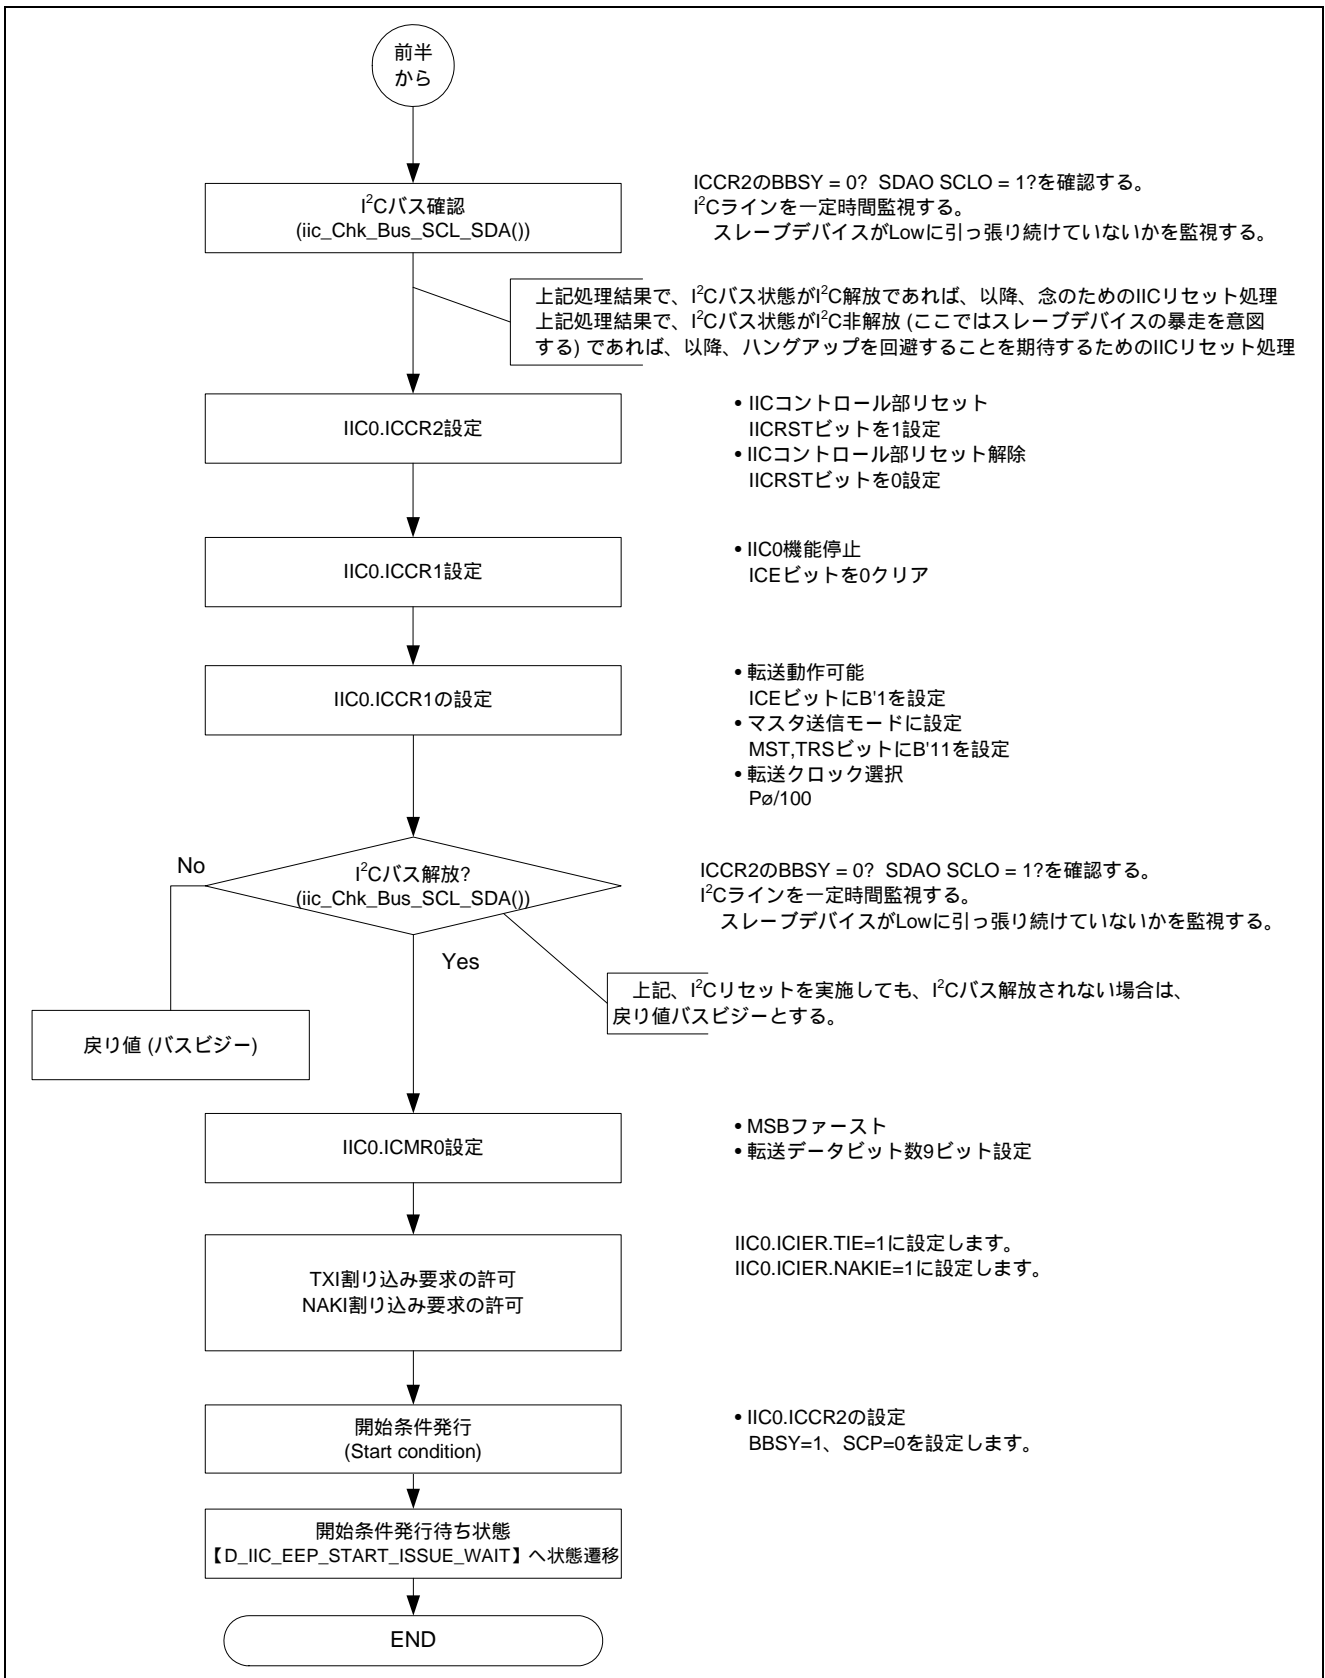 前半
から
I²Cバス確認
(iic_Chk_Bus_SCL_SDA())
ICCR2のBBSY = 0? SDAO SCLO = 1?を確認する。
I²Cラインを一定時間監視する。
スレーブデバイスがLowに引っ張り続けていないかを監視する。
上記処理結果で、I²Cバス状態がI²C解放であれば、以降、念のためのIICリセット処理
上記処理結果で、I²Cバス状態がI²C非解放 (ここではスレーブデバイスの暴走を意図
する) であれば、以降、ハングアップを回避することを期待するためのIICリセット処理
IIC0.ICCR2設定
• IICコントロール部リセット
IICRSTビットを1設定
• IICコントロール部リセット解除
IICRSTビットを0設定
IIC0.ICCR1設定
• IIC0機能停止
ICEビットを0クリア
IIC0.ICCR1の設定
• 転送動作可能
ICEビットにB'1を設定
• マスタ送信モードに設定
MST,TRSビットにB'11を設定
• 転送クロック選択
Pø/100
No
I²Cバス解放?
(iic_Chk_Bus_SCL_SDA())
ICCR2のBBSY = 0? SDAO SCLO = 1?を確認する。
I²Cラインを一定時間監視する。
スレーブデバイスがLowに引っ張り続けていないかを監視する。
Yes
上記、I²Cリセットを実施しても、I²Cバス解放されない場合は、
戻り値バスビジーとする。
戻り値 (バスビジー)
IIC0.ICMR0設定
• MSBファースト
• 転送データビット数9ビット設定
TXI割り込み要求の許可
NAKI割り込み要求の許可
IIC0.ICIER.TIE=1に設定します。
IIC0.ICIER.NAKIE=1に設定します。
開始条件発行
(Start condition)
• IIC0.ICCR2の設定
BBSY=1、SCP=0を設定します。
開始条件発行待ち状態
【D_IIC_EEP_START_ISSUE_WAIT】へ状態遷移
END